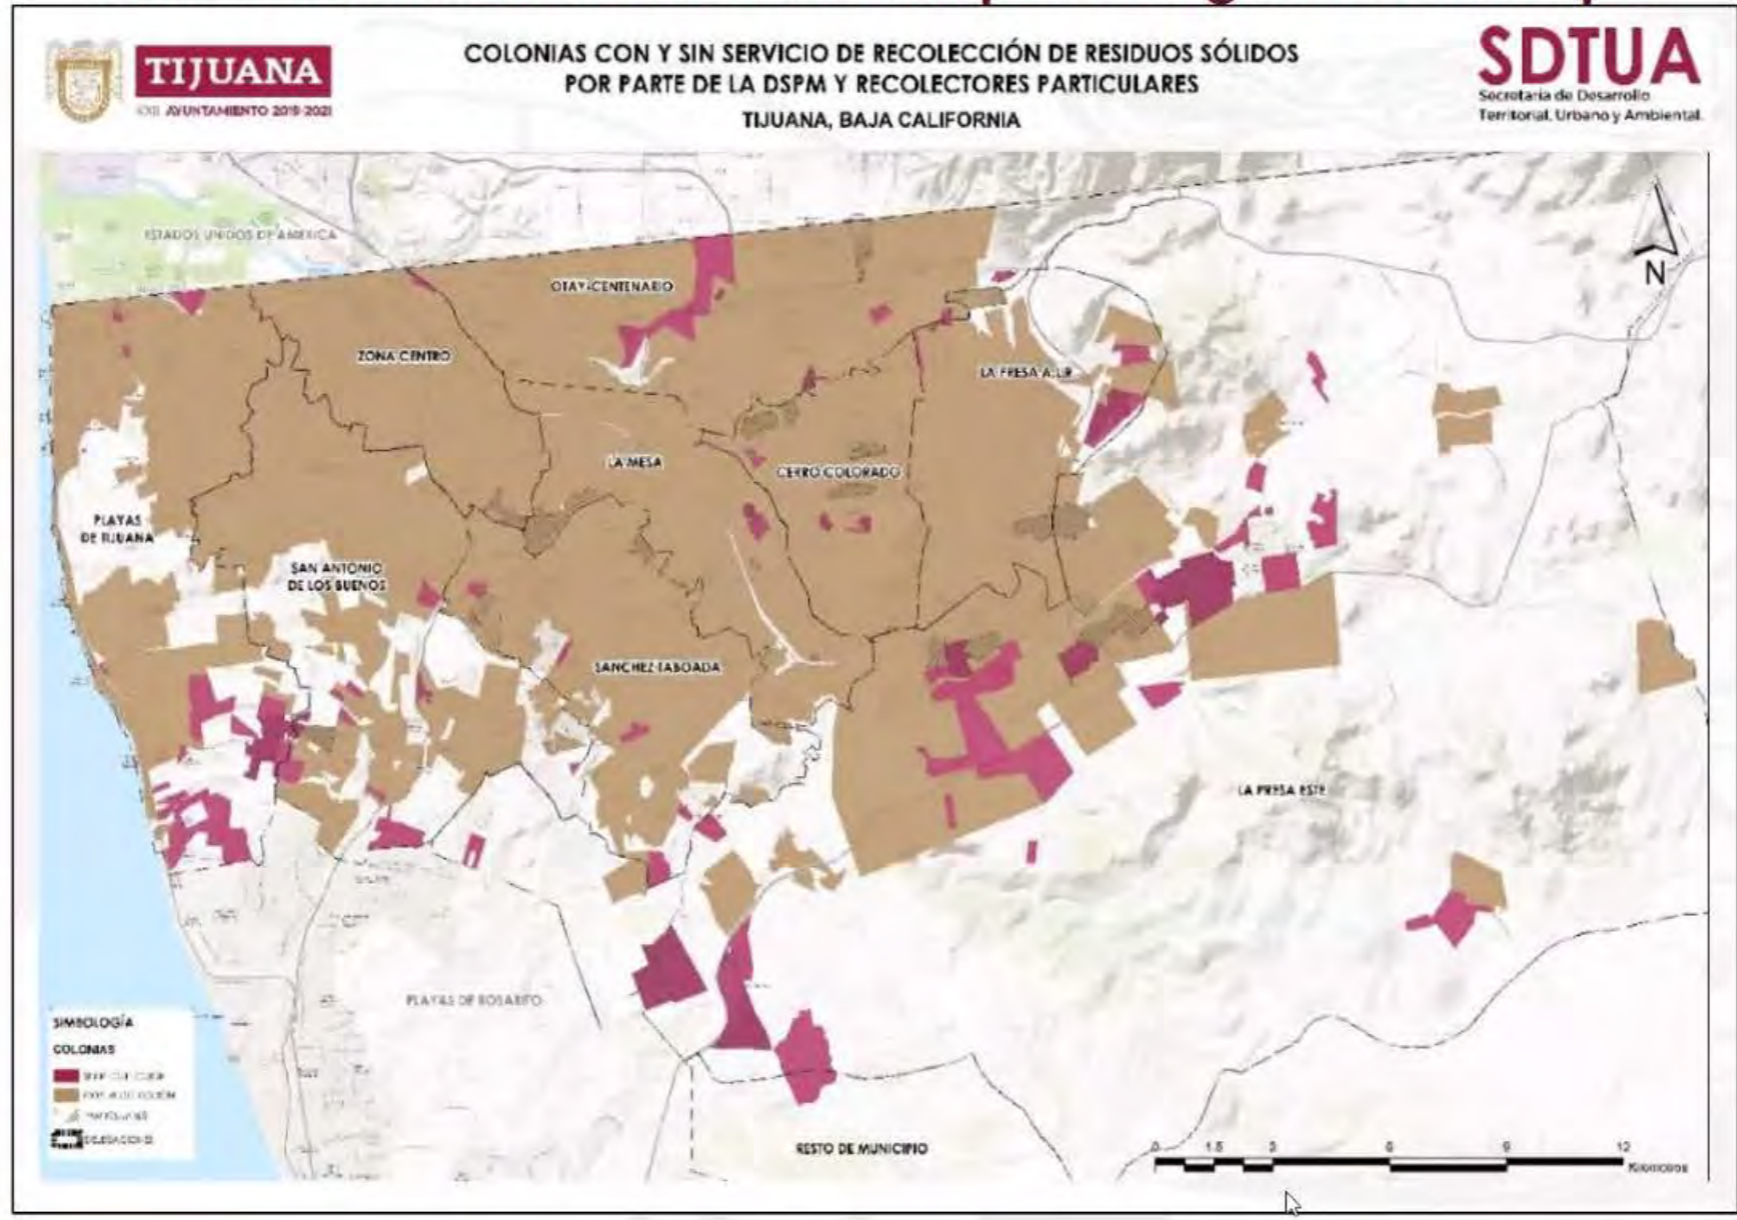 TIJUANA
XXIII AYUNTAMIENTO 2019-2021
COLONIAS CON Y SIN SERVICIO DE RECOLECCIÓN DE RESIDUOS SÓLIDOS
POR PARTE DE LA DSPM Y RECOLECTORES PARTICULARES
TIJUANA, BAJA CALIFORNIA
SDTUA
Secretaría de Desarrollo
Territorial, Urbano y Ambiental.
ESTADOS UNIDOS DE AMERICA
N
OTAY-CENTENARIO
ZONA CENTRO
LA PRESA A.L.R.
LA MESA
CERRO COLORADO
PLAYAS
DE TIJUANA
SAN ANTONIO
DE LOS BUENOS
SANCHEZ TABOADA
LA PRESA ESTE
PLAYAS DE ROSARITO
SIMBOLOGÍA
COLONIAS
DELEGACIONES
RESTO DE MUNICIPIO
0 1.5 3 6 9 12
Kilómetros